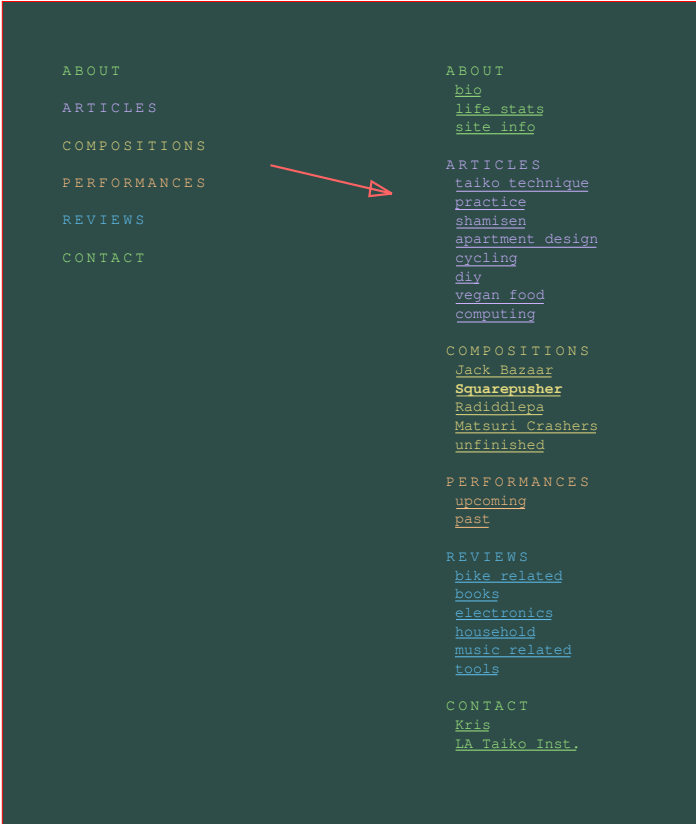 ABOUT
ARTICLES
COMPOSITIONS
PERFORMANCES
REVIEWS
CONTACT
ABOUT
bio
life stats
site info
ARTICLES
taiko technique
practice
shamisen
apartment design
cycling
diy
vegan food
computing
COMPOSITIONS
Jack Bazaar
Squarepusher
Radiddlepa
Matsuri Crashers
unfinished
PERFORMANCES
upcoming
past
REVIEWS
bike related
books
electronics
household
music related
tools
CONTACT
Kris
LA Taiko Inst.